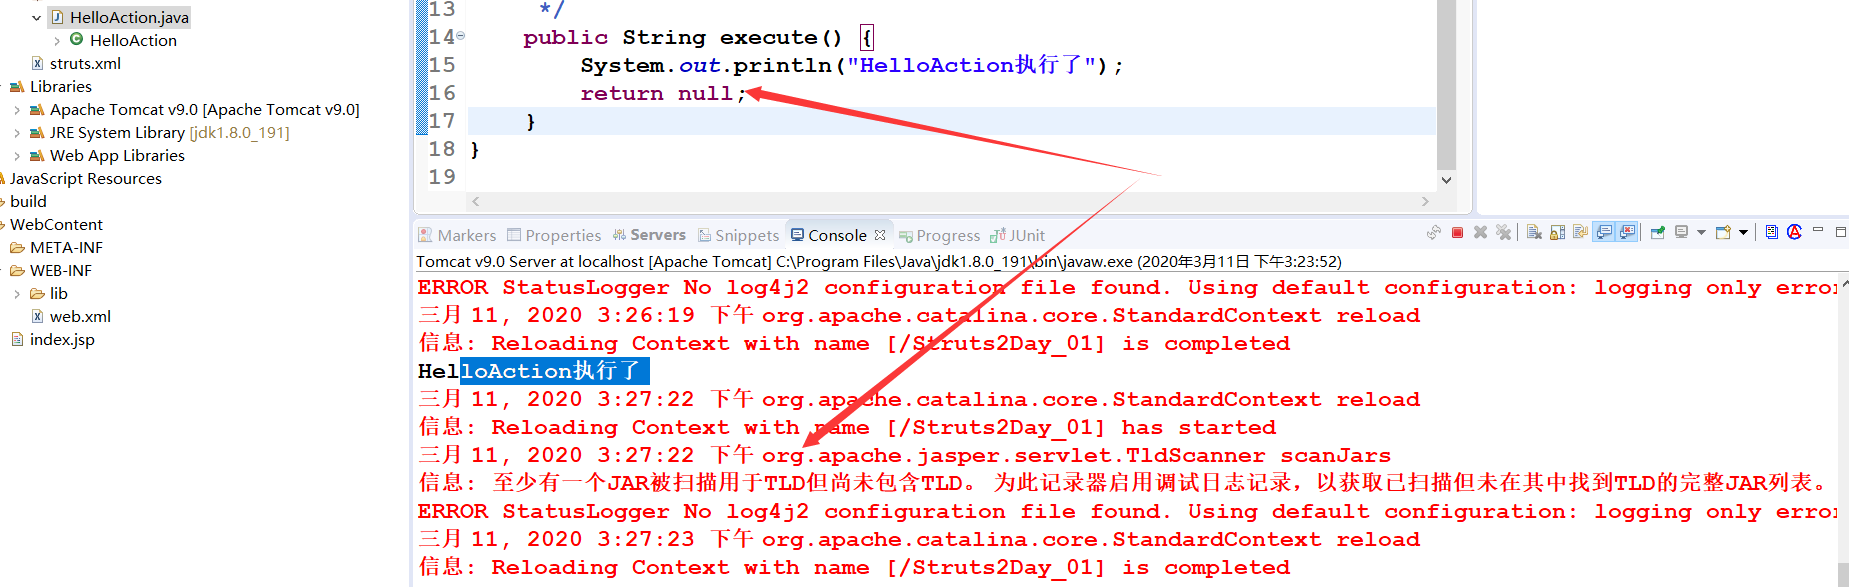 HelloAction.java
HelloAction
struts.xml
Libraries
Apache Tomcat v9.0 [Apache Tomcat v9.0]
JRE System Library [jdk1.8.0_191]
Web App Libraries
JavaScript Resources
build
WebContent
META-INF
WEB-INF
lib
web.xml
index.jsp
13 */
14 public String execute() {
15 System.out.println("HelloAction执行了");
16 return null;
17 }
18 }
19
Markers Properties Servers Snippets Console Progress JUnit
Tomcat v9.0 Server at localhost [Apache Tomcat] C:\Program Files\Java\jdk1.8.0_191\bin\javaw.exe (2020年3月11日 下午3:23:52)
ERROR StatusLogger No log4j2 configuration file found. Using default configuration: logging only error
三月 11, 2020 3:26:19 下午 org.apache.catalina.core.StandardContext reload
信息: Reloading Context with name [/Struts2Day_01] is completed
HelloAction执行了
三月 11, 2020 3:27:22 下午 org.apache.catalina.core.StandardContext reload
信息: Reloading Context with name [/Struts2Day_01] has started
三月 11, 2020 3:27:22 下午 org.apache.jasper.servlet.TldScanner scanJars
信息: 至少有一个JAR被扫描用于TLD但尚未包含TLD。 为此记录器启用调试日志记录，以获取已扫描但未在其中找到TLD的完整JAR列表。
ERROR StatusLogger No log4j2 configuration file found. Using default configuration: logging only error
三月 11, 2020 3:27:23 下午 org.apache.catalina.core.StandardContext reload
信息: Reloading Context with name [/Struts2Day_01] is completed